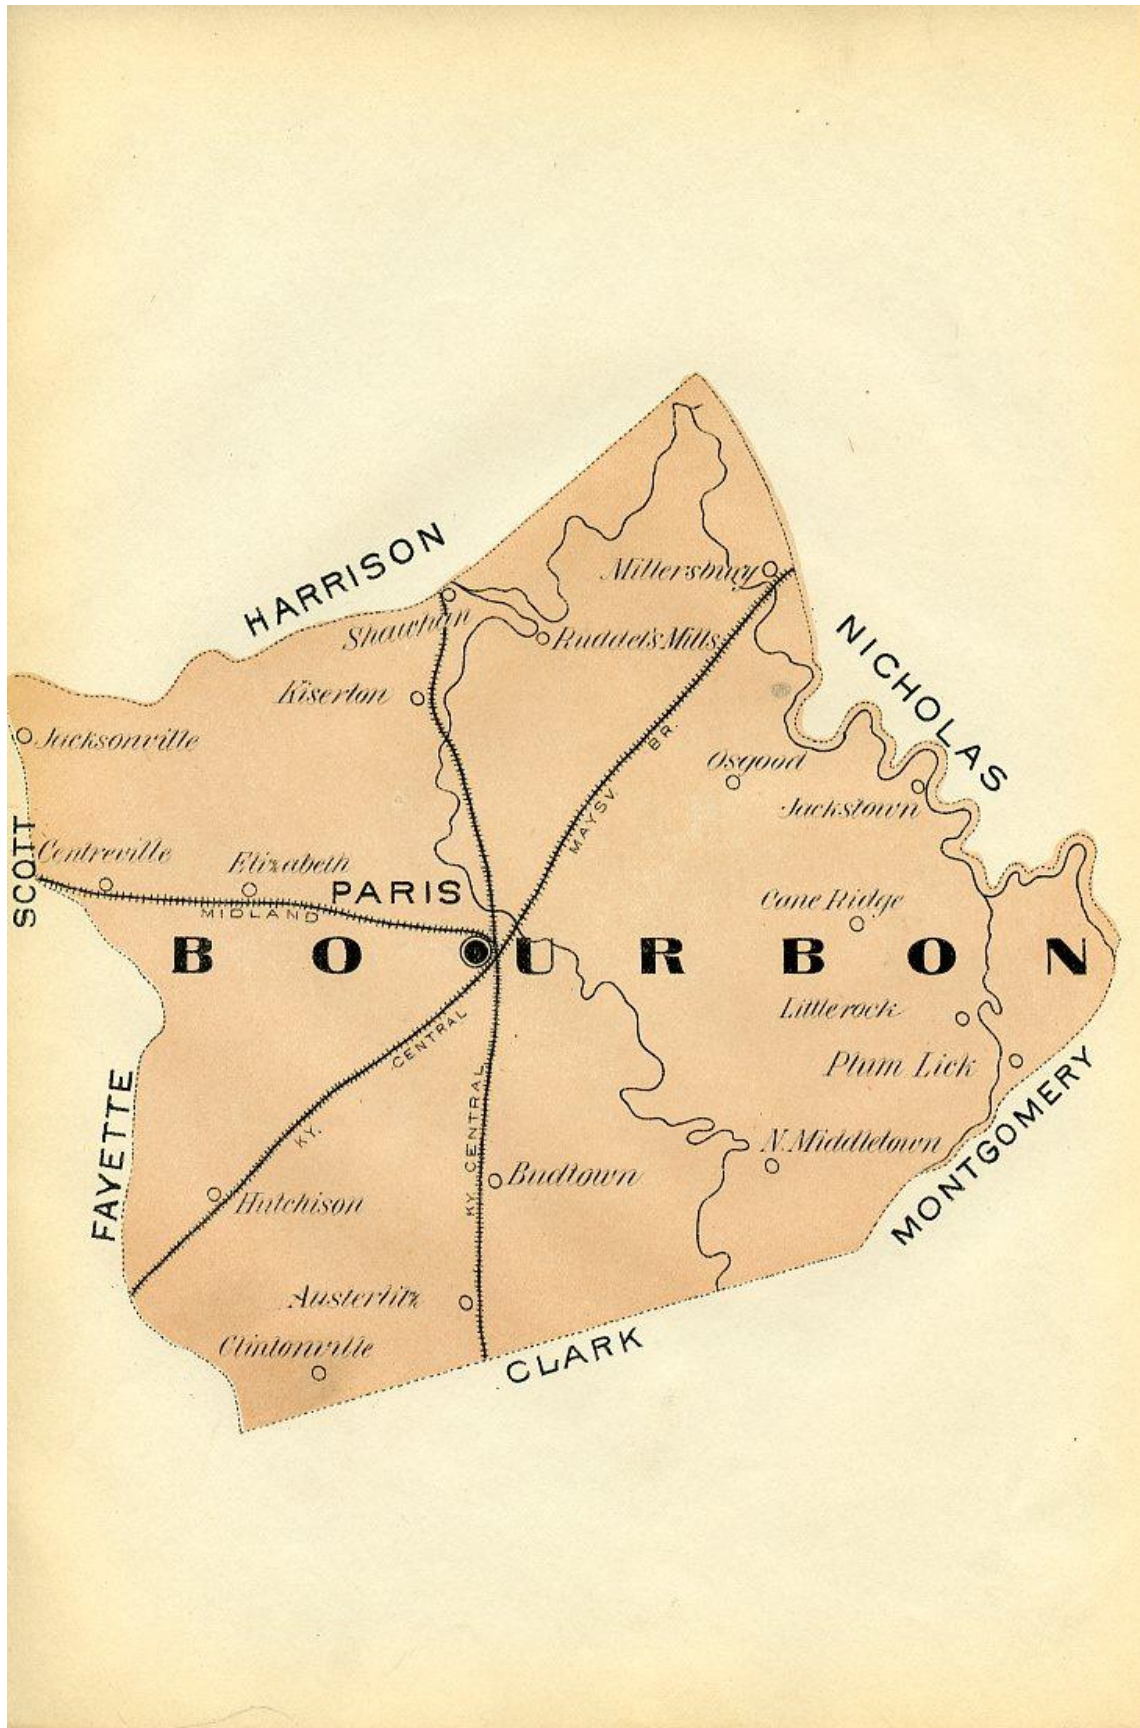 HARRISON
Millersburg
Shawhan
Ruddel's Mills
NICHOLAS
Kiserton
Jacksonville
BR.
Osgood
Jackstown
MAYSV.
SCOTT
Centreville
Elizabeth
PARIS
Cane Ridge
MIDLAND
BOURBON
Littlerock
CENTRAL
Plum Lick
FAYETTE
KY.
KY. CENTRAL
N. Middletown
MONTGOMERY
Budtown
Hutchison
Austerlitz
Clintonville
CLARK